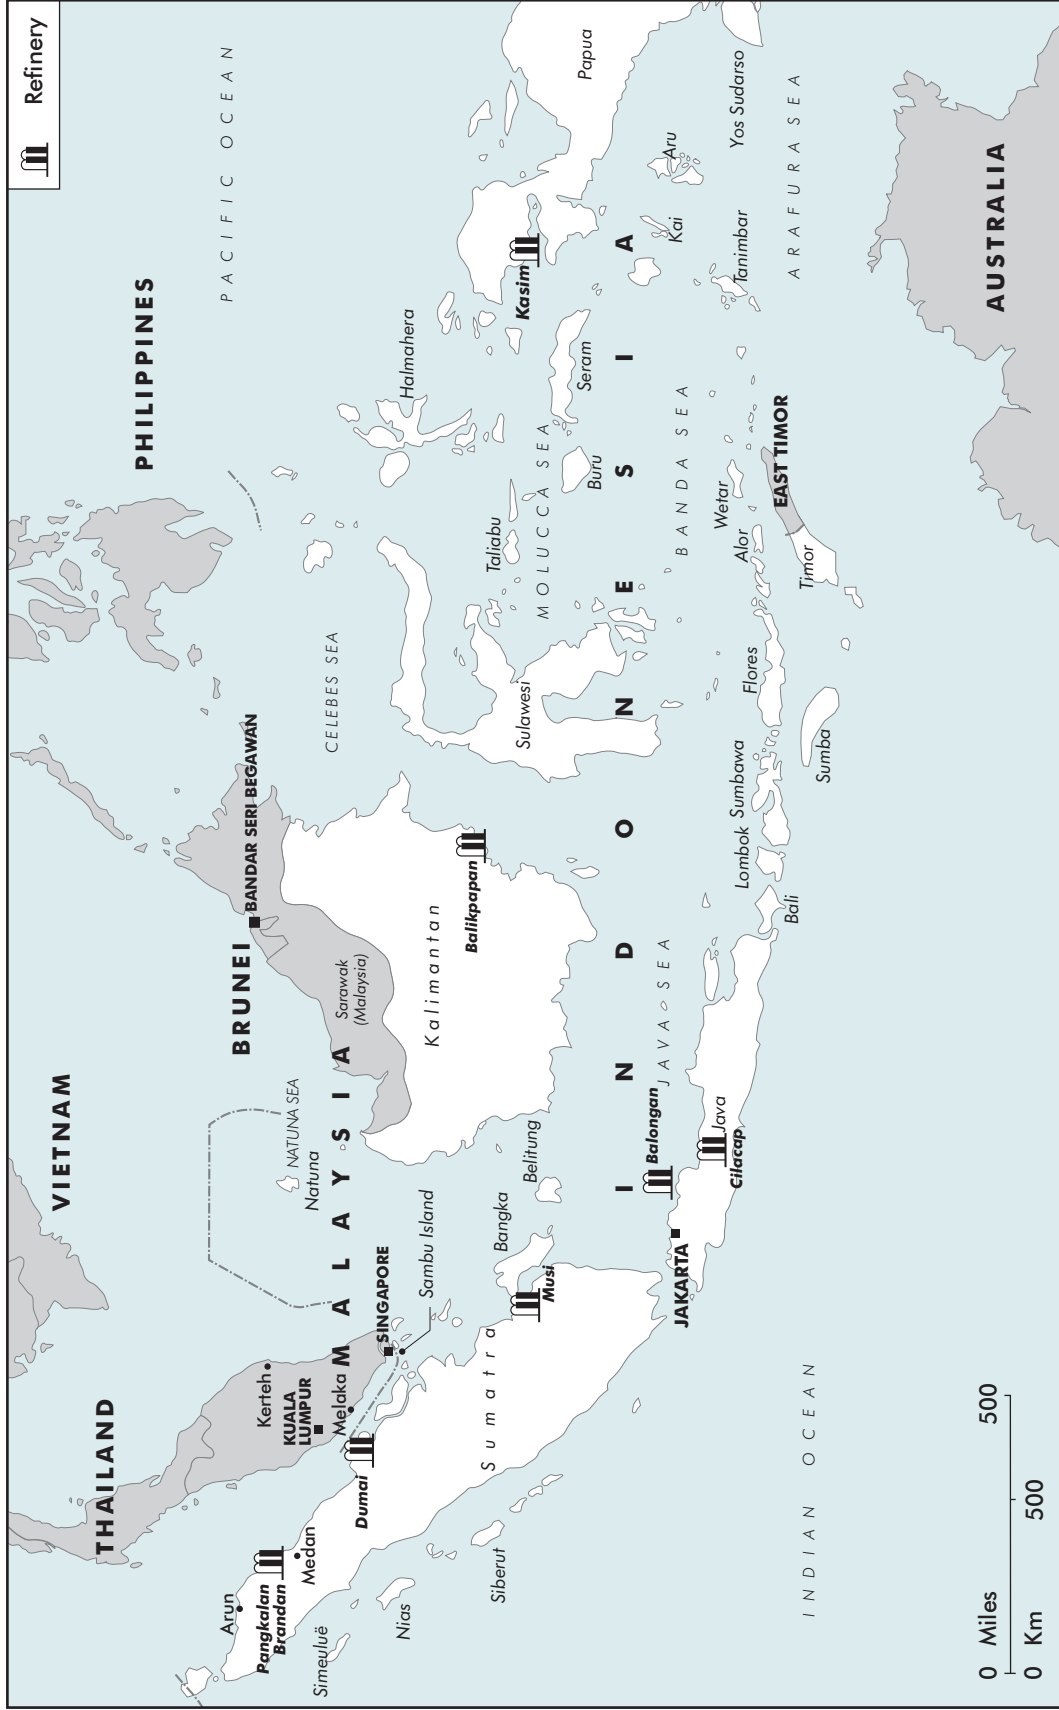 Refinery
THAILAND
VIETNAM
PHILIPPINES
PACIFIC OCEAN
Arun
Pangkalan
Brandan
Medan
Kerteh
KUALA
LUMPUR
Melaka
MALAYSIA
NATUNA SEA
Natuna
BRUNEI
BANDAR SERI BEGAWAN
Sarawak
(Malaysia)
CELEBES SEA
Halmahera
Simeuluë
Dumai
SINGAPORE
Sambu Island
Kalimantan
Nias
Siberut
Sumatra
Bangka
Musi
Belitung
Balikpapan
Sulawesi
Taliabu
MOLUCCA SEA
Buru
Seram
Kasim
Papua
INDONESIA
JAKARTA
Balongan
JAVA SEA
Java
Cilacap
Bali
Lombok
Sumbawa
Flores
Sumba
Alor
Wetar
Timor
EAST TIMOR
BANDA SEA
Kai
Aru
Tanimbar
Yos Sudarso
ARAFURA SEA
INDIAN OCEAN
AUSTRALIA
0 Miles 500
0 Km 500